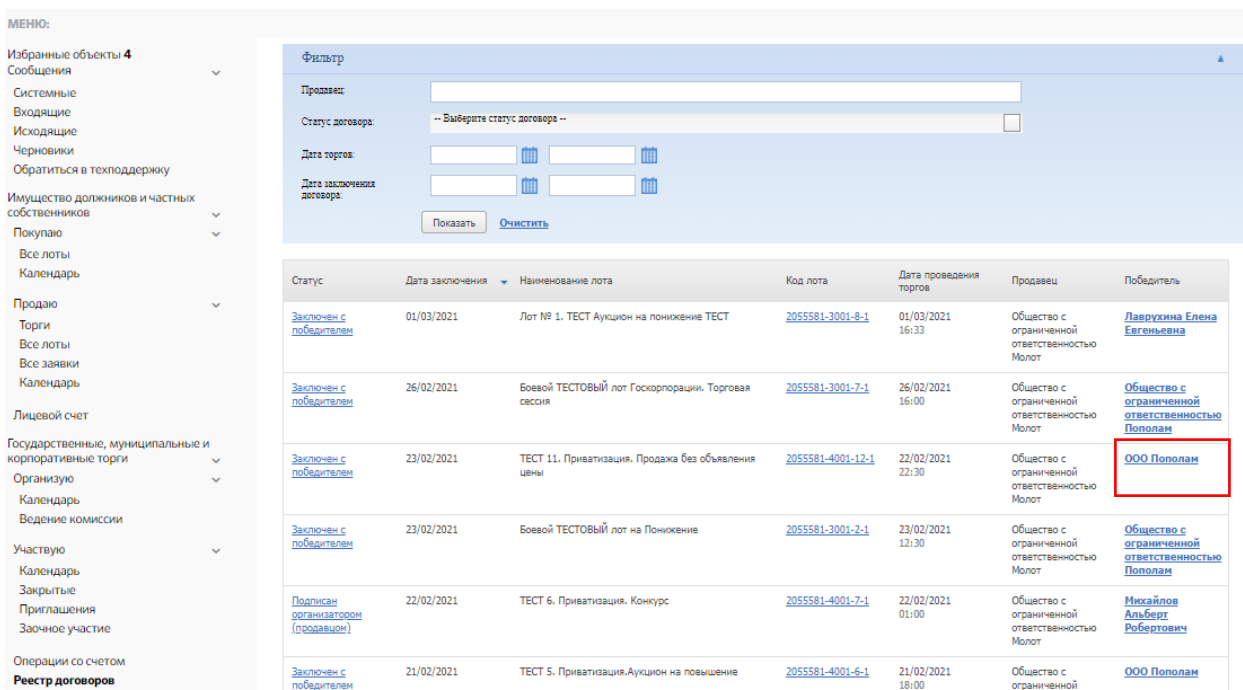 МЕНЮ:
Избранные объекты 4
Сообщения
Системные
Входящие
Исходящие
Черновики
Обратиться в техподдержку
Имущество должников и частных
собственников
Покупаю
Все лоты
Календарь
Продаю
Торги
Все лоты
Все заявки
Календарь
Лицевой счет
Государственные, муниципальные и
корпоративные торги
Организую
Календарь
Ведение комиссии
Участвую
Календарь
Закрытые
Приглашения
Заочное участие
Операции со счетом
Реестр договоров
Фильтр
Продавец:
Статус договора:
-- Выберите статус договора --
Дата торгов:
Дата заключения
договора:
Показать
Очистить
Статус
Дата заключения
Наименование лота
Код лота
Дата проведения
торгов
Продавец
Победитель
Заключен с
победителем
01/03/2021
Лот № 1. ТЕСТ Аукцион на понижение ТЕСТ
2055581-3001-8-1
01/03/2021
16:33
Общество с
ограниченной
ответственностью
Молот
Лаврухина Елена
Евгеньевна
Заключен с
победителем
26/02/2021
Боевой ТЕСТОВЫЙ лот Госкорпорации. Торговая
сессия
2055581-3001-7-1
26/02/2021
16:00
Общество с
ограниченной
ответственностью
Молот
Общество с
ограниченной
ответственностью
Пополам
Заключен с
победителем
23/02/2021
ТЕСТ 11. Приватизация. Продажа без объявления
цены
2055581-4001-12-1
22/02/2021
22:30
Общество с
ограниченной
ответственностью
Молот
ООО Пополам
Заключен с
победителем
23/02/2021
Боевой ТЕСТОВЫЙ лот на Понижение
2055581-3001-2-1
23/02/2021
12:30
Общество с
ограниченной
ответственностью
Молот
Общество с
ограниченной
ответственностью
Пополам
Подписан
организатором
(продавцом)
22/02/2021
ТЕСТ 6. Приватизация. Конкурс
2055581-4001-7-1
22/02/2021
01:00
Общество с
ограниченной
ответственностью
Молот
Михайлов
Альберт
Робертович
Заключен с
победителем
21/02/2021
ТЕСТ 5. Приватизация.Аукцион на повышение
2055581-4001-6-1
21/02/2021
18:00
Общество с
ограниченной
ООО Пополам